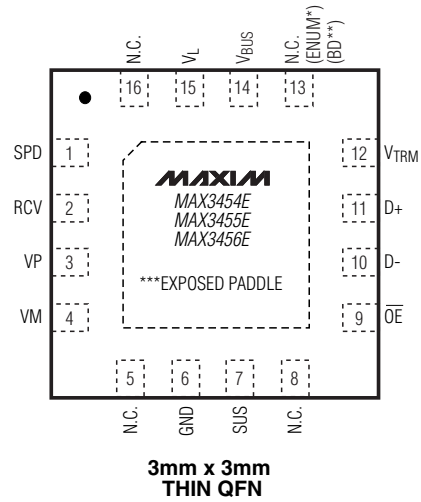 N.C.
VL
VBUS
N.C.
(ENUM*)
(BD**)
16
15
14
13
SPD
1
RCV
2
VP
3
VM
4
MAXIM
MAX3454E
MAX3455E
MAX3456E
***EXPOSED PADDLE
12
VTRM
11
D+
10
D-
9
OE
5
6
7
8
N.C.
GND
SUS
N.C.
3mm x 3mm
THIN QFN